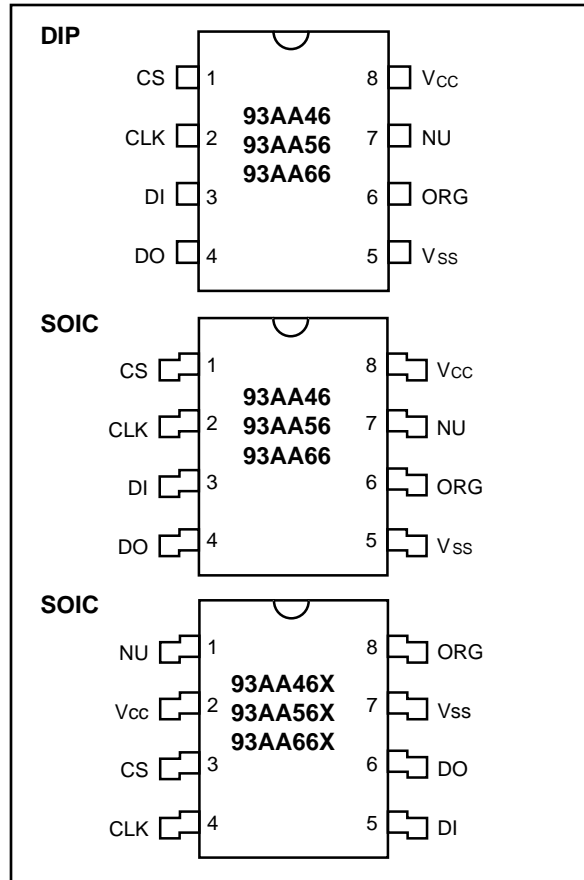 DIP
CS 1 8 VCC
93AA46
CLK 2 7 NU
93AA56
93AA66
DI 3 6 ORG
DO 4 5 VSS
SOIC
CS 1 8 VCC
93AA46
CLK 2 7 NU
93AA56
93AA66
DI 3 6 ORG
DO 4 5 VSS
SOIC
NU 1 8 ORG
93AA46X
Vcc 2 7 Vss
93AA56X
93AA66X
CS 3 6 DO
CLK 4 5 DI